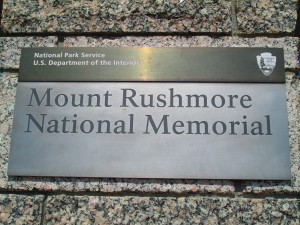 National Park Service
U.S. Department of the Interior
Mount Rushmore
National Memorial